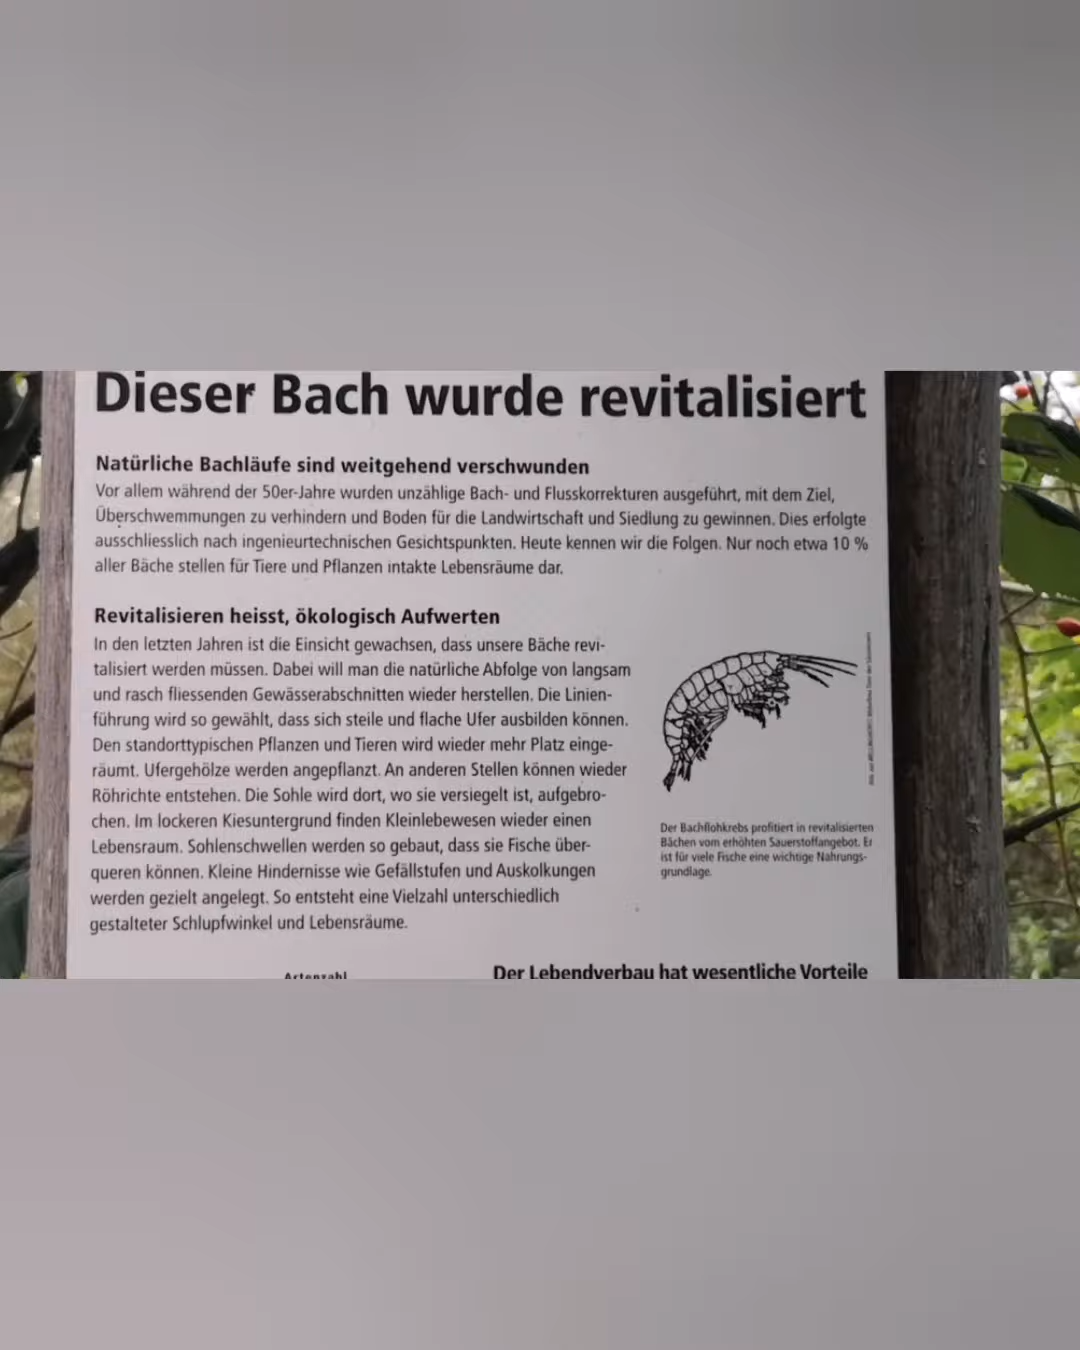 Dieser Bach wurde revitalisiert
Natürliche Bachläufe sind weitgehend verschwunden
Vor allem während der 50er-Jahre wurden unzählige Bach- und Flusskorrekturen ausgeführt, mit dem Ziel,
Überschwemmungen zu verhindern und Boden für die Landwirtschaft und Siedlung zu gewinnen. Dies erfolgte
ausschliesslich nach ingenieurtechnischen Gesichtspunkten. Heute kennen wir die Folgen. Nur noch etwa 10 %
aller Bäche stellen für Tiere und Pflanzen intakte Lebensräume dar.
Revitalisieren heisst, ökologisch Aufwerten
In den letzten Jahren ist die Einsicht gewachsen, dass unsere Bäche revi-
talisiert werden müssen. Dabei will man die natürliche Abfolge von langsam
und rasch fliessenden Gewässerabschnitten wieder herstellen. Die Linien-
führung wird so gewählt, dass sich steile und flache Ufer ausbilden können.
Den standorttypischen Pflanzen und Tieren wird wieder mehr Platz einge-
räumt. Ufergehölze werden angepflanzt. An anderen Stellen können wieder
Röhrichte entstehen. Die Sohle wird dort, wo sie versiegelt ist, aufgebro-
chen. Im lockeren Kiesuntergrund finden Kleinlebewesen wieder einen
Lebensraum. Sohlenschwellen werden so gebaut, dass sie Fische über-
queren können. Kleine Hindernisse wie Gefällstufen und Auskolkungen
werden gezielt angelegt. So entsteht eine Vielzahl unterschiedlich
gestalteter Schlupfwinkel und Lebensräume.
Der Bachflohkrebs profitiert in revitalisierten
Bächen vom erhöhten Sauerstoffangebot. Er
ist für viele Fische eine wichtige Nahrungs-
grundlage.
Artenzahl
Der Lebendverbau hat wesentliche Vorteile